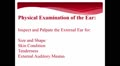 Physical Examination of the Ear:
Inspect and Palpate the External Ear for:
Size and Shape
Skin Condition
Tenderness
External Auditory Meatus